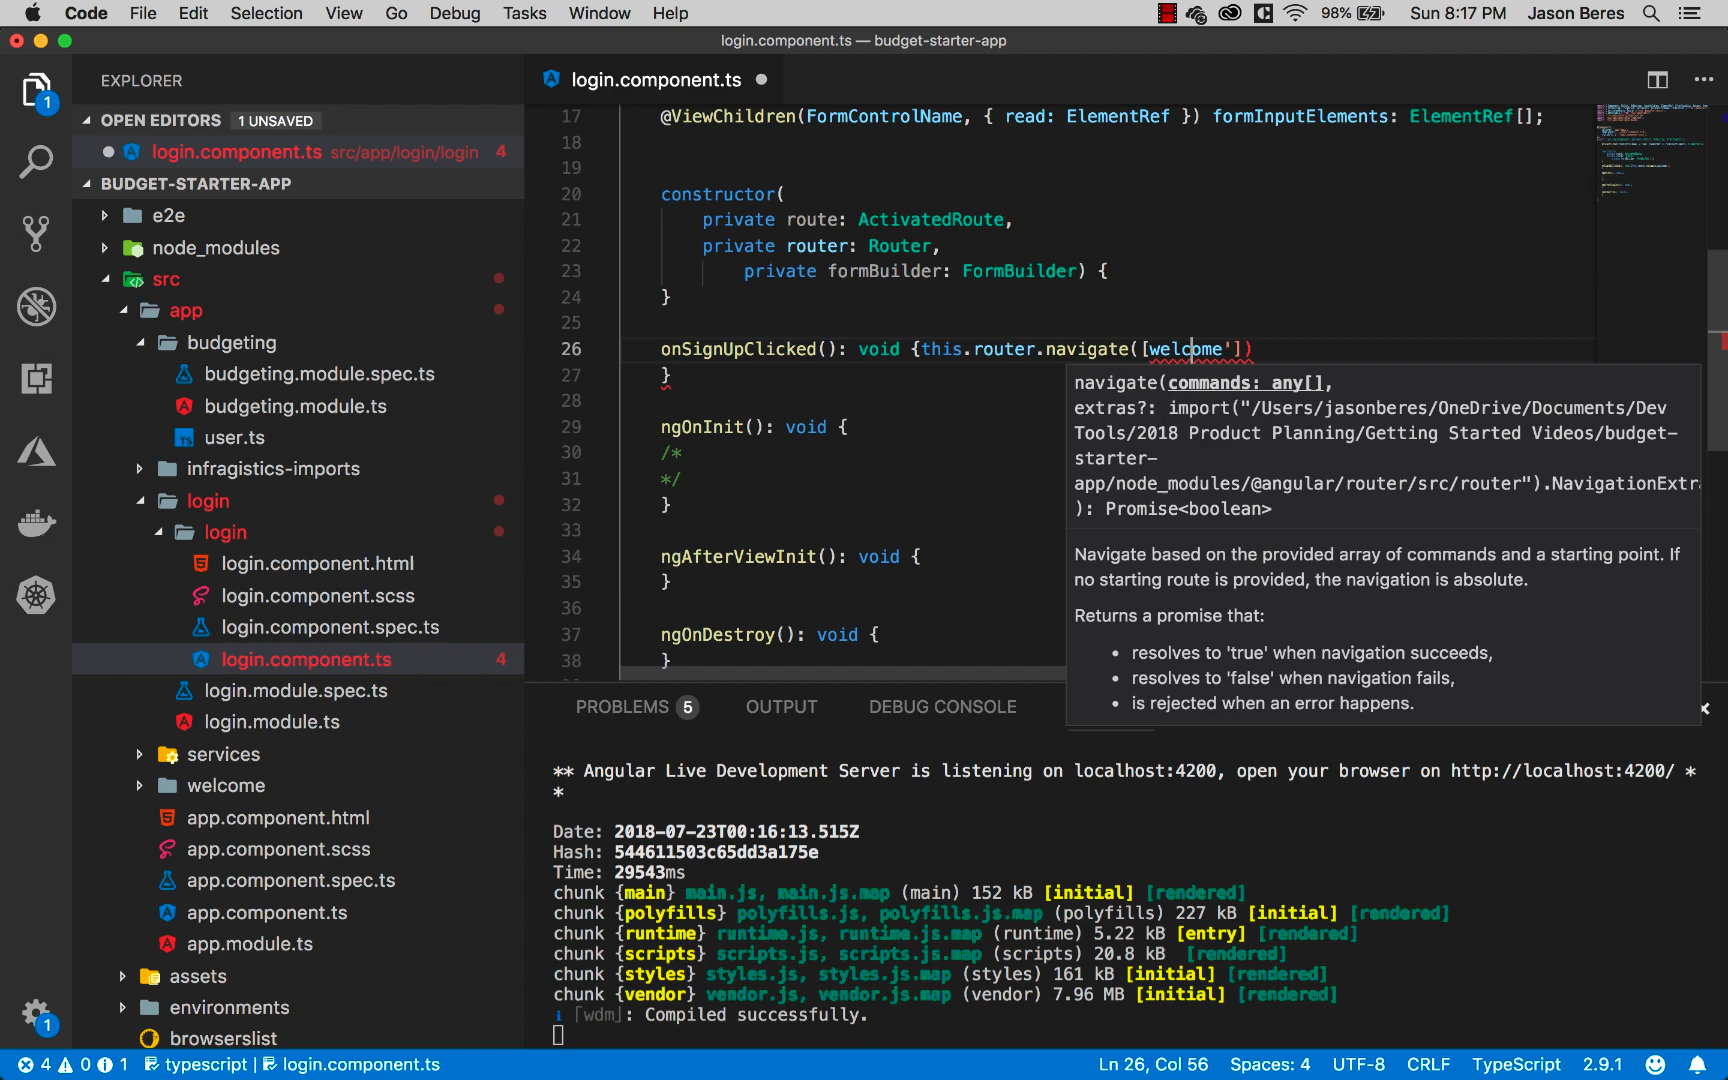 Code File Edit Selection View Go Debug Tasks Window Help 98% Sun 8:17 PM Jason Beres
login.component.ts — budget-starter-app
EXPLORER
OPEN EDITORS 1 UNSAVED
login.component.ts src/app/login/login 4
BUDGET-STARTER-APP
e2e
node_modules
src
app
budgeting
budgeting.module.spec.ts
budgeting.module.ts
user.ts
infragistics-imports
login
login
login.component.html
login.component.scss
login.component.spec.ts
login.component.ts 4
login.module.spec.ts
login.module.ts
services
welcome
app.component.html
app.component.scss
app.component.spec.ts
app.component.ts
app.module.ts
assets
environments
browserslist
1
1
login.component.ts
17 @ViewChildren(FormControlName, { read: ElementRef }) formInputElements: ElementRef[];
18
19
20 constructor(
21 private route: ActivatedRoute,
22 private router: Router,
23 private formBuilder: FormBuilder) {
24 }
25
26 onSignUpClicked(): void {this.router.navigate([welcome'])
27 }
28
29 ngOnInit(): void {
30 /*
31 */
32 }
33
34 ngAfterViewInit(): void {
35 }
36
37 ngOnDestroy(): void {
38 }
navigate(commands: any[],
extras?: import("/Users/jasonberes/OneDrive/Documents/Dev
Tools/2018 Product Planning/Getting Started Videos/budget-
starter-
app/node_modules/@angular/router/src/router").NavigationExtra
): Promise<boolean>
Navigate based on the provided array of commands and a starting point. If
no starting route is provided, the navigation is absolute.
Returns a promise that:
• resolves to 'true' when navigation succeeds,
• resolves to 'false' when navigation fails,
• is rejected when an error happens.
PROBLEMS 5 OUTPUT DEBUG CONSOLE
** Angular Live Development Server is listening on localhost:4200, open your browser on http://localhost:4200/ *
*
Date: 2018-07-23T00:16:13.515Z
Hash: 544611503c65dd3a175e
Time: 29543ms
chunk {main} main.js, main.js.map (main) 152 kB [initial] [rendered]
chunk {polyfills} polyfills.js, polyfills.js.map (polyfills) 227 kB [initial] [rendered]
chunk {runtime} runtime.js, runtime.js.map (runtime) 5.22 kB [entry] [rendered]
chunk {scripts} scripts.js, scripts.js.map (scripts) 20.8 kB [rendered]
chunk {styles} styles.js, styles.js.map (styles) 161 kB [initial] [rendered]
chunk {vendor} vendor.js, vendor.js.map (vendor) 7.96 MB [initial] [rendered]
ℹ ｢wdm｣: Compiled successfully.
4 0 1 typescript | login.component.ts Ln 26, Col 56 Spaces: 4 UTF-8 CRLF TypeScript 2.9.1